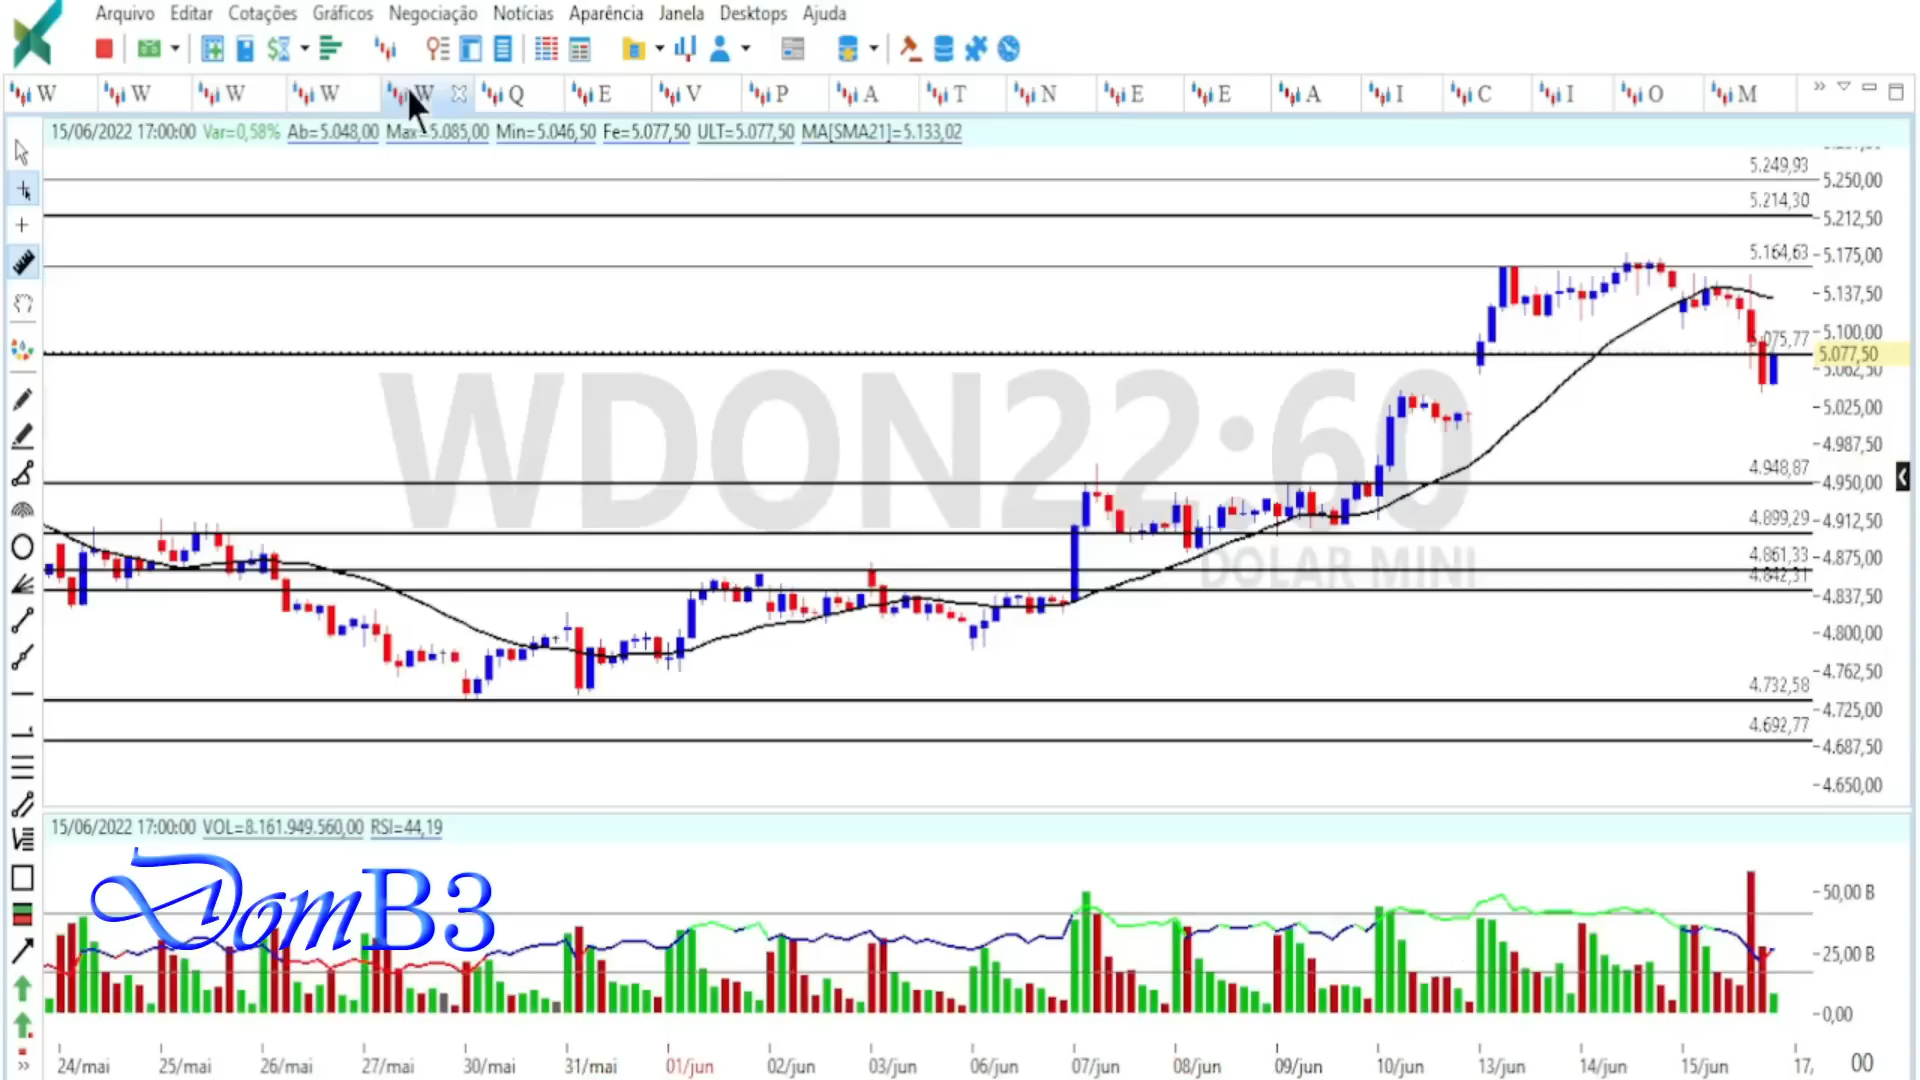 Arquivo Editar Cotações Gráficos Negociação Notícias Aparência Janela Desktops Ajuda
W W W W W Q E V P A T N E E A I C I O M
15/06/2022 17:00:00 Var=0,58% Ab=5.048,00 Max=5.085,00 Min=5.046,50 Fe=5.077,50 ULT=5.077,50 MA[SMA21]=5.133,02
5.249,93
5.250,00
5.214,30
5.212,50
5.164,63
5.175,00
5.137,50
5.100,00
5.077,50
5.062,50
5.025,00
4.987,50
4.948,87
4.950,00
4.899,29
4.912,50
4.861,33
4.875,00
4.842,31
4.837,50
4.800,00
4.762,50
4.732,58
4.725,00
4.692,77
4.687,50
4.650,00
WDON22:60
DOLAR MINI
15/06/2022 17:00:00 VOL=8.161.949.560,00 RSI=44,19
DomB3
50,00 B
25,00 B
0,00
24/mai 25/mai 26/mai 27/mai 30/mai 31/mai 01/jun 02/jun 03/jun 06/jun 07/jun 08/jun 09/jun 10/jun 13/jun 14/jun 15/jun 17,